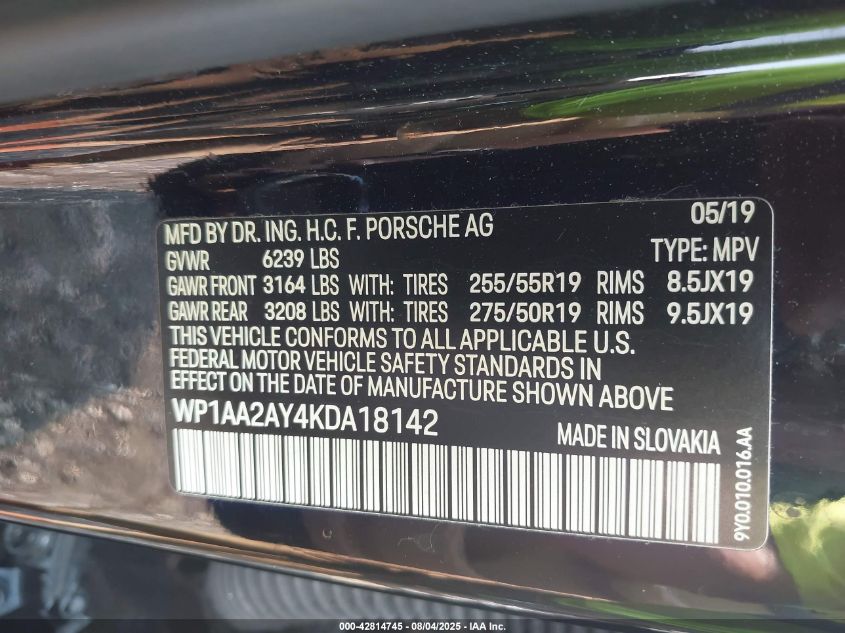 MFD BY DR. ING. H.C. F. PORSCHE AG 05/19
GVWR 6239 LBS TYPE: MPV
GAWR FRONT 3164 LBS WITH: TIRES 255/55R19 RIMS 8.5JX19
GAWR REAR 3208 LBS WITH: TIRES 275/50R19 RIMS 9.5JX19
THIS VEHICLE CONFORMS TO ALL APPLICABLE U.S.
FEDERAL MOTOR VEHICLE SAFETY STANDARDS IN
EFFECT ON THE DATE OF MANUFACTURE SHOWN ABOVE
WP1AA2AY4KDA18142 MADE IN SLOVAKIA
9Y0.010.016.AA
000-42814745 - 08/04/2025 - IAA Inc.